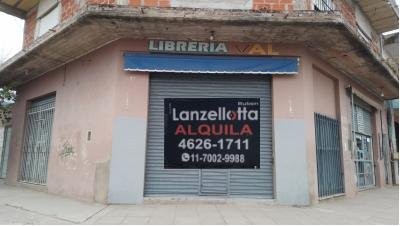 LIBRERIA VAL
Ruben
Lanzellotta
ALQUILA
4626-1711
11-7002-9988